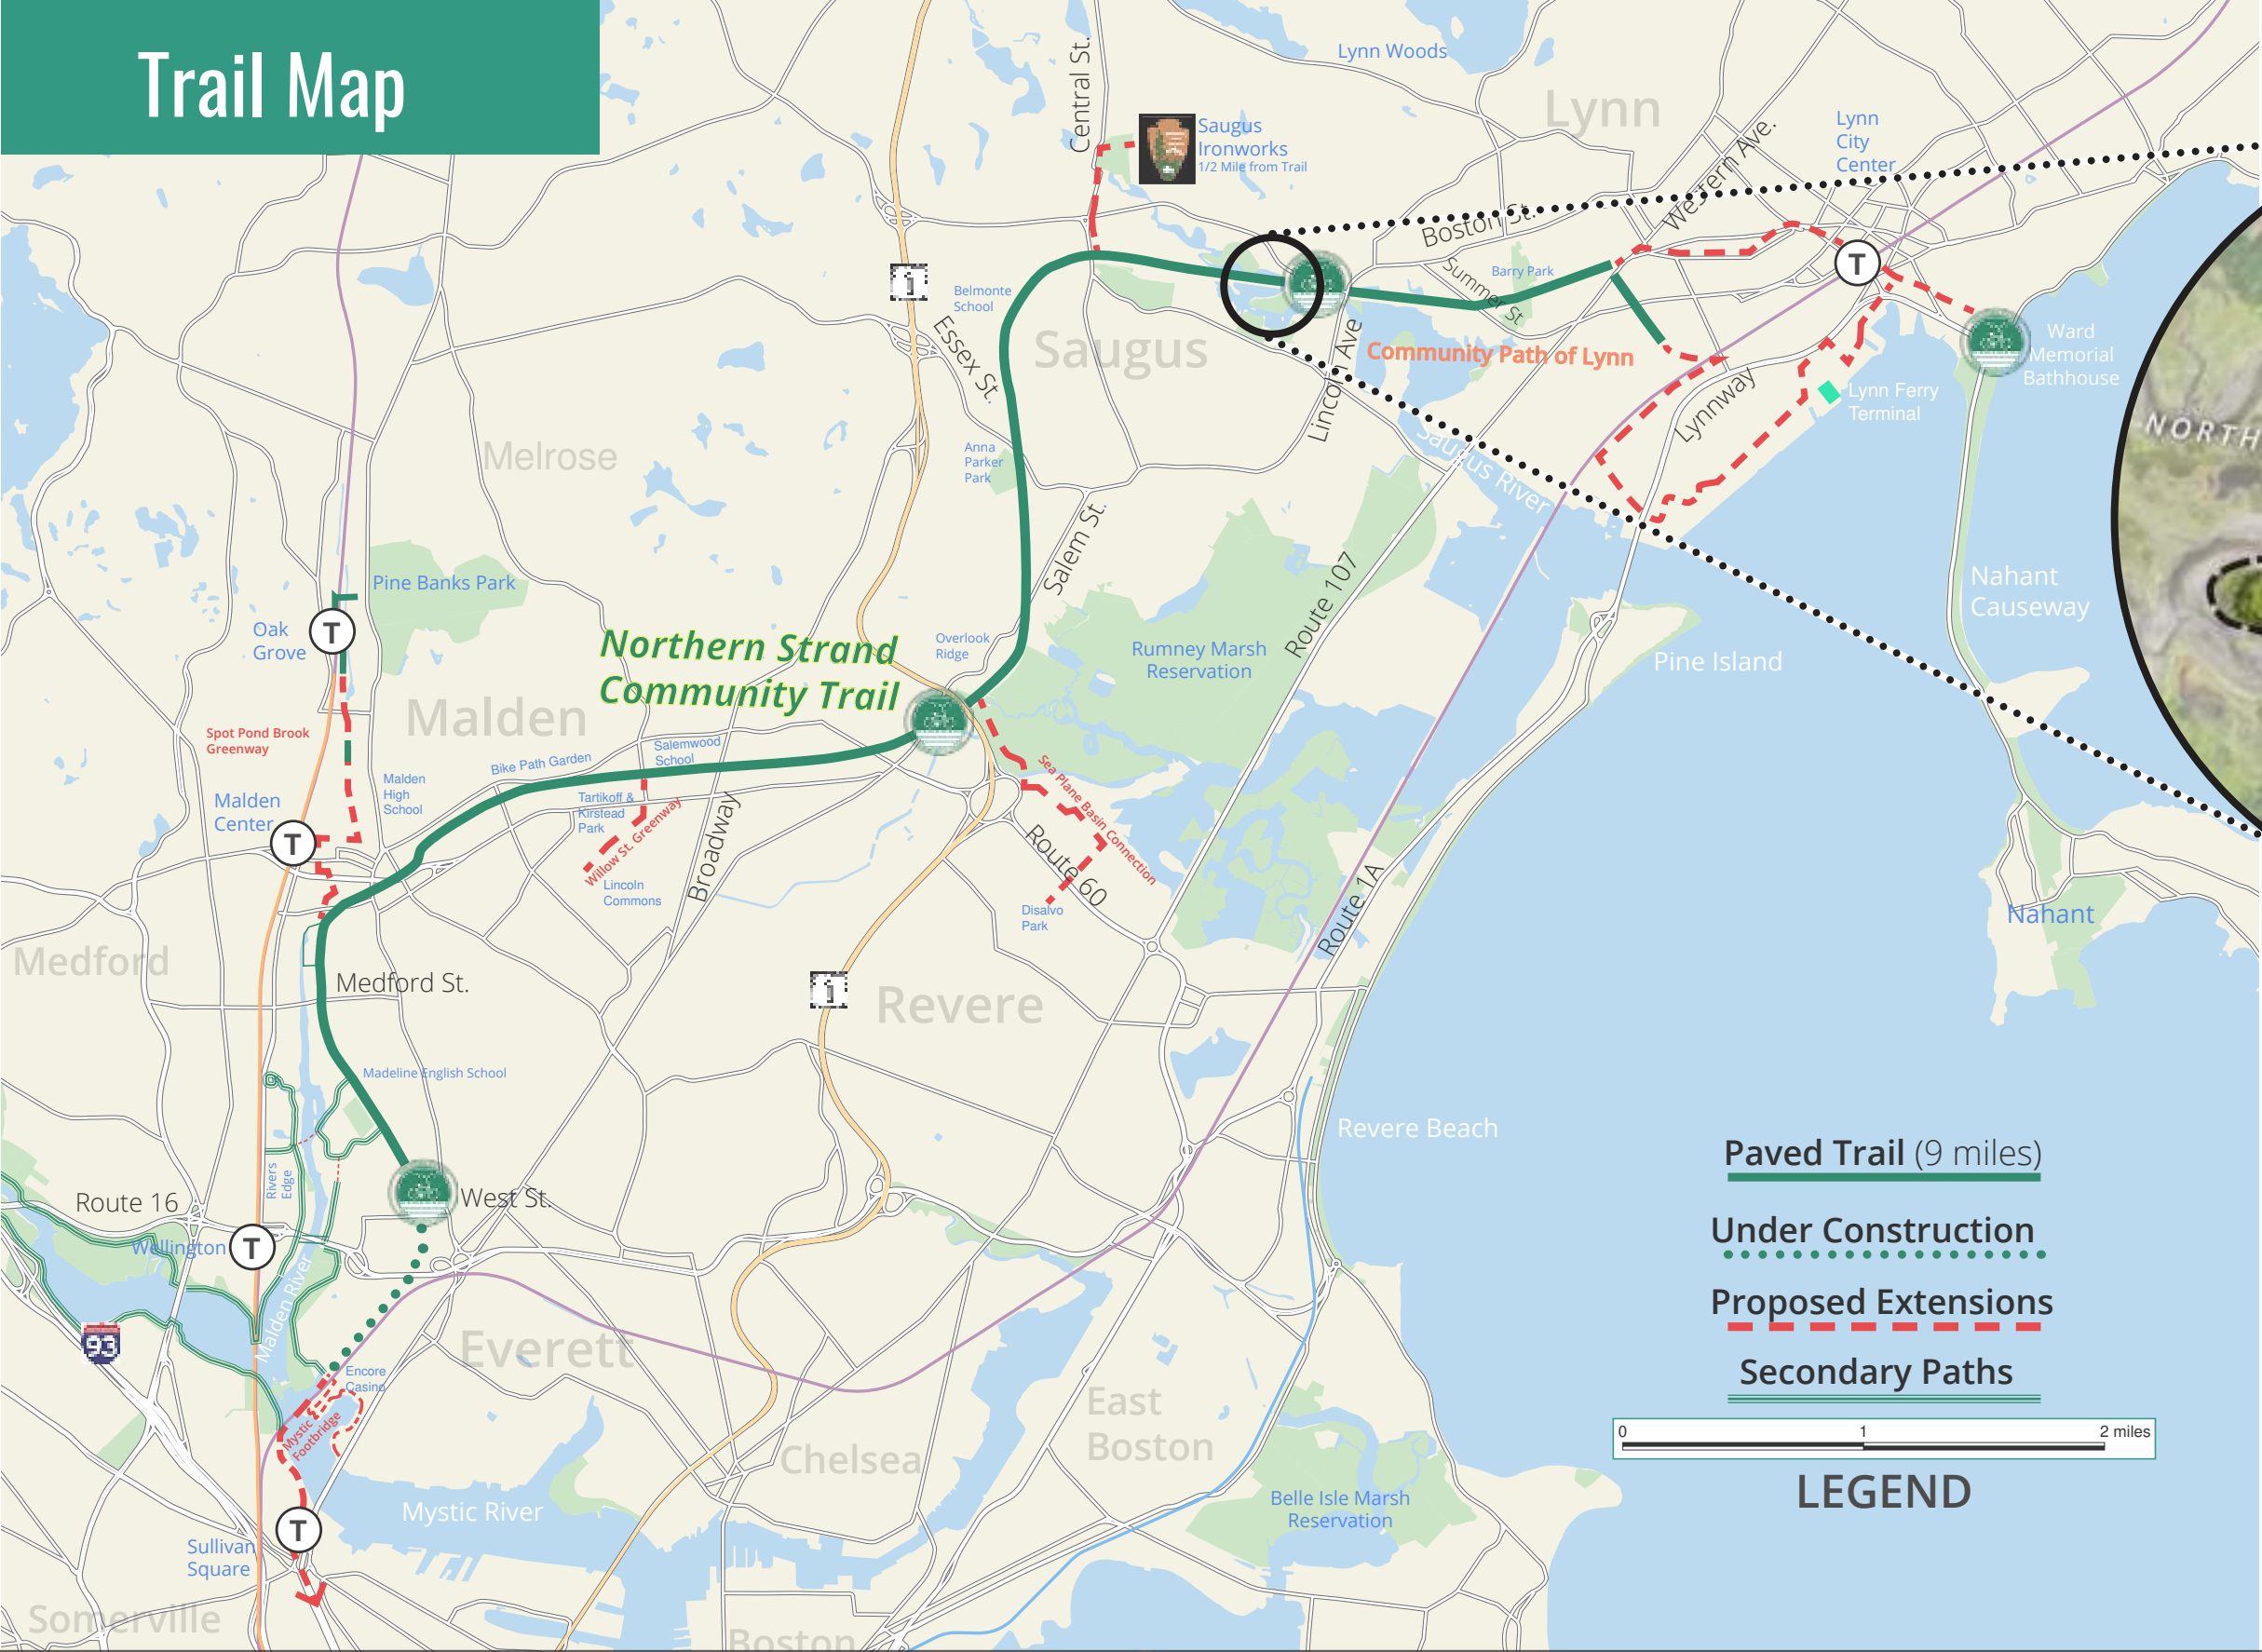 Trail Map
Central St.
Lynn Woods
Lynn
Saugus
Ironworks
1/2 Mile from Trail
Lynn
City
Center
Western Ave.
Boston St.
T
Barry Park
Summer St
1
Belmonte
School
Essex St.
Saugus
Lincoln Ave
Community Path of Lynn
Ward
Memorial
Bathhouse
Lynnway
Lynn Ferry
Terminal
NORTH
Melrose
Anna
Parker
Park
Saugus River
Salem St.
Route 107
Pine Banks Park
Nahant
Causeway
T
Oak
Grove
Northern Strand
Community Trail
Overlook
Ridge
Rumney Marsh
Reservation
Pine Island
Malden
Spot Pond Brook
Greenway
Salemwood
School
Bike Path Garden
Malden
High
School
Tartikoff &
Kirstead
Park
Willow St. Greenway
Sea Plane Basin Connection
Malden
Center
T
Broadway
Route 60
Lincoln
Commons
Disalvo
Park
Route 1A
Nahant
Medford
Medford St.
1
Revere
Madeline English School
Revere Beach
Rivers
Edge
Route 16
West St.
Wellington
T
Malden River
93
Everett
Encore
Casino
Mystic
Footbridge
East
Boston
Chelsea
Mystic River
Belle Isle Marsh
Reservation
T
Sullivan
Square
Somerville
Boston
Paved Trail (9 miles)
Under Construction
Proposed Extensions
Secondary Paths
0 1 2 miles
LEGEND